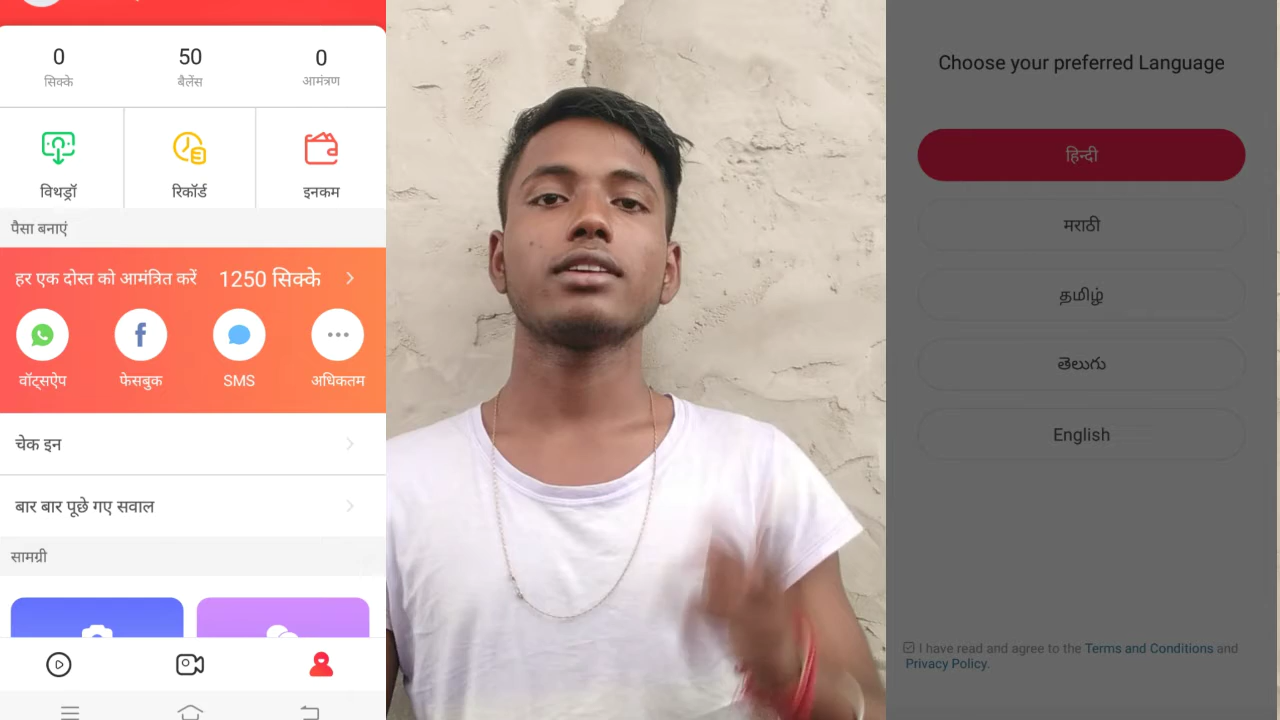 0
50
0
सिक्के
बैलेंस
आमंत्रण
विथड्रॉ
रिकॉर्ड
इनकम
पैसा बनाएं
हर एक दोस्त को आमंत्रित करें 1250 सिक्के
वॉट्सऐप
फेसबुक
SMS
अधिकतम
चेक इन
बार बार पूछे गए सवाल
सामग्री
Choose your preferred Language
हिन्दी
मराठी
தமிழ்
తెలుగు
English
I have read and agree to the Terms and Conditions and
Privacy Policy.